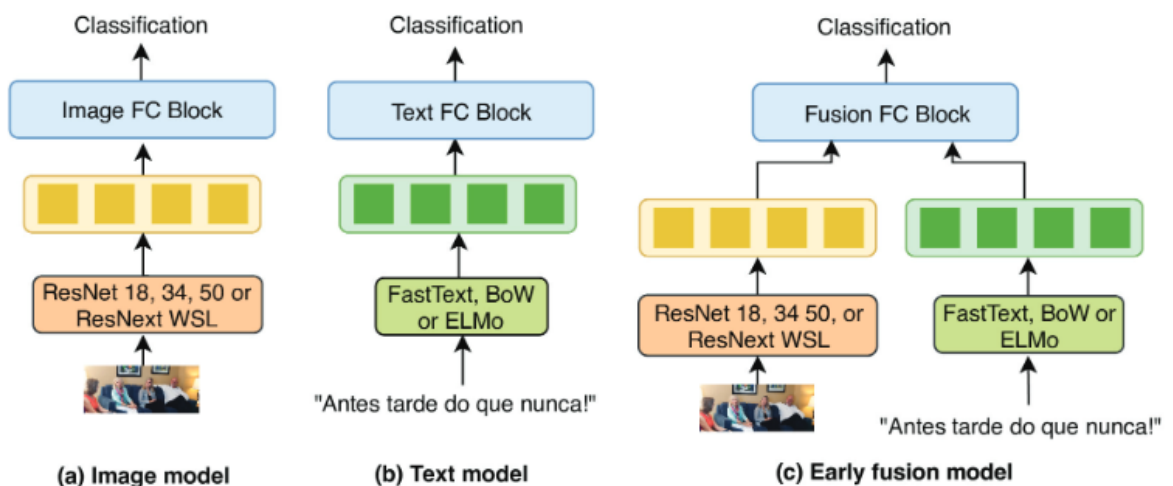 Classification
Image FC Block
ResNet 18, 34, 50 or
ResNext WSL
(a) Image model
Classification
Text FC Block
FastText, BoW
or ELMo
"Antes tarde do que nunca!"
(b) Text model
Classification
Fusion FC Block
ResNet 18, 34 50, or
ResNext WSL
FastText, BoW or
ELMo
"Antes tarde do que nunca!"
(c) Early fusion model